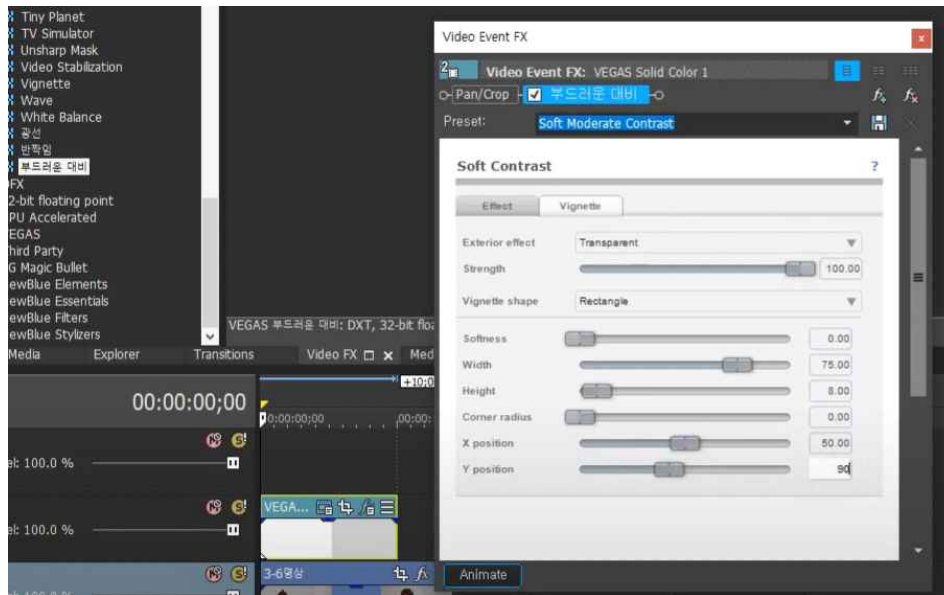 Tiny Planet
TV Simulator
Unsharp Mask
Video Stabilization
Vignette
Wave
White Balance
광선
반짝임
부드러운 대비
FX
2-bit floating point
PU Accelerated
EGAS
hird Party
G Magic Bullet
ewBlue Elements
ewBlue Essentials
ewBlue Filters
ewBlue Stylizers
VEGAS 부드러운 대비: DXT, 32-bit floa
Media Explorer Transitions Video FX Med
Video Event FX
2 Video Event FX: VEGAS Solid Color 1
Pan/Crop 부드러운 대비
Preset: Soft Moderate Contrast
Soft Contrast ?
Effect Vignette
Exterior effect Transparent
Strength 100.00
Vignette shape Rectangle
Softness 0.00
Width 75.00
Height 8.00
Corner radius 0.00
X position 50.00
Y position 90
Animate
+10;0
00:00:00;00
0:00:00;00 ,00:00:
el: 100.0 %
VEGA...
el: 100.0 %
3-6영상